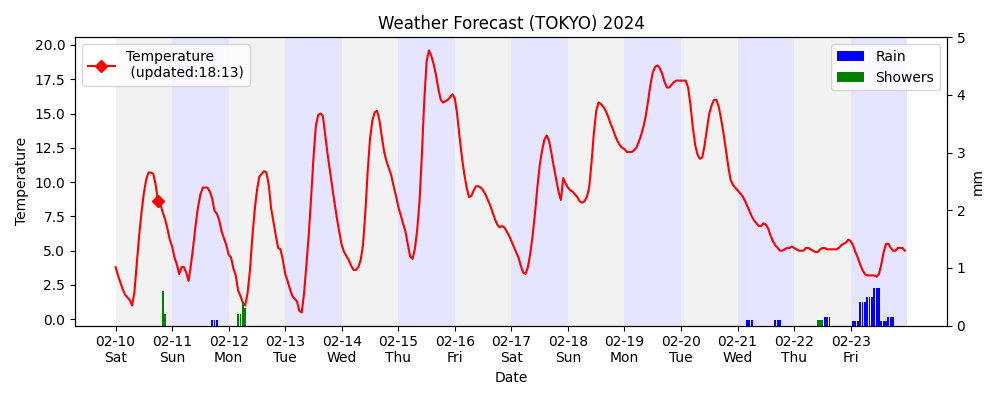 Weather Forecast (TOKYO) 2024
Temperature
(updated:18:13)
Rain
Showers
Temperature
20.0
17.5
15.0
12.5
10.0
7.5
5.0
2.5
0.0
5
4
3
2
1
0
mm
02-10 02-11 02-12 02-13 02-14 02-15 02-16 02-17 02-18 02-19 02-20 02-21 02-22 02-23
Sat Sun Mon Tue Wed Thu Fri Sat Sun Mon Tue Wed Thu Fri
Date